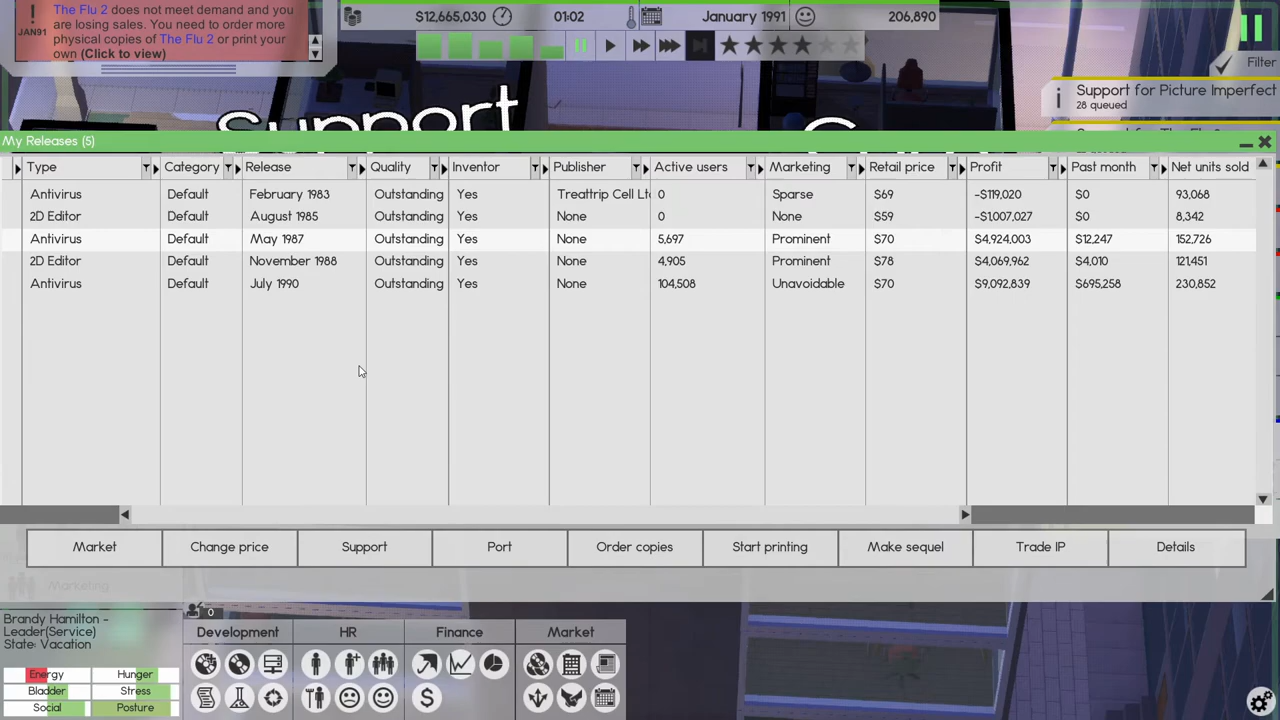 The Flu 2 does not meet demand and you
are losing sales. You need to order more
physical copies of The Flu 2 or print your
own (Click to view)
!
JAN91
$12,665,030
01:02
January 1991
206,890
Filter
Support for Picture Imperfect
28 queued
Support
My Releases (5)
Type Category Release Quality Inventor Publisher Active users Marketing Retail price Profit Past month Net units sold
Antivirus Default February 1983 Outstanding Yes Treattrip Cell Ltd 0 Sparse $69 -$119,020 $0 93,068
2D Editor Default August 1985 Outstanding Yes None 0 None $59 -$1,007,027 $0 8,342
Antivirus Default May 1987 Outstanding Yes None 5,697 Prominent $70 $4,924,003 $12,247 152,726
2D Editor Default November 1988 Outstanding Yes None 4,905 Prominent $78 $4,069,962 $4,010 121,451
Antivirus Default July 1990 Outstanding Yes None 104,508 Unavoidable $70 $9,092,839 $695,258 230,852
Market Change price Support Port Order copies Start printing Make sequel Trade IP Details
Marketing
0
Brandy Hamilton -
Leader(Service)
State: Vacation
Energy Hunger
Bladder Stress
Social Posture
Development HR Finance Market